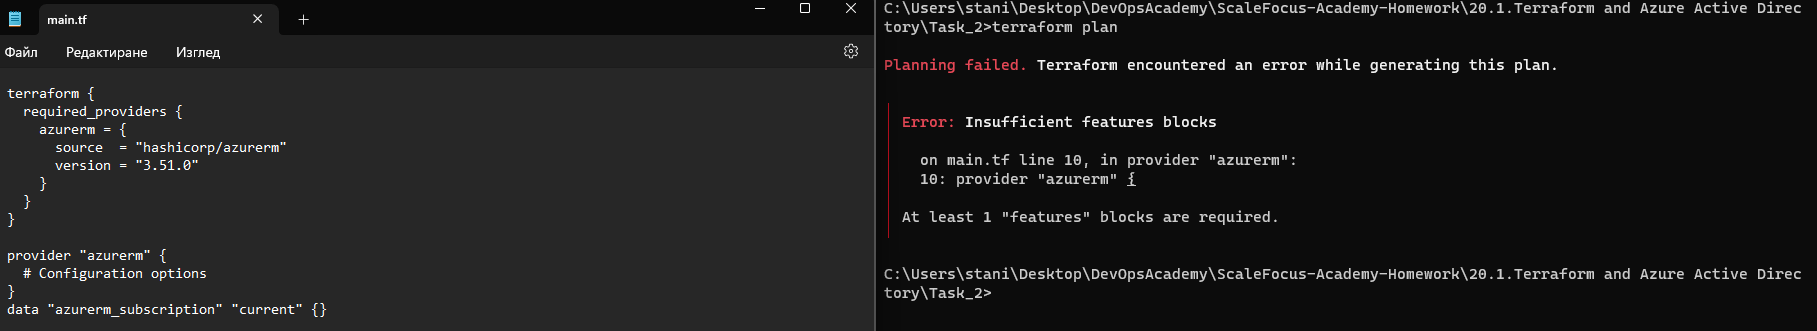 main.tf
Файл Редактиране Изглед
terraform {
  required_providers {
    azurerm = {
      source  = "hashicorp/azurerm"
      version = "3.51.0"
    }
  }
}

provider "azurerm" {
  # Configuration options
}
data "azurerm_subscription" "current" {}
C:\Users\stani\Desktop\DevOpsAcademy\ScaleFocus-Academy-Homework\20.1.Terraform and Azure Active Direc
tory\Task_2>terraform plan

Planning failed. Terraform encountered an error while generating this plan.

Error: Insufficient features blocks

  on main.tf line 10, in provider "azurerm":
  10: provider "azurerm" {

At least 1 "features" blocks are required.

C:\Users\stani\Desktop\DevOpsAcademy\ScaleFocus-Academy-Homework\20.1.Terraform and Azure Active Direc
tory\Task_2>